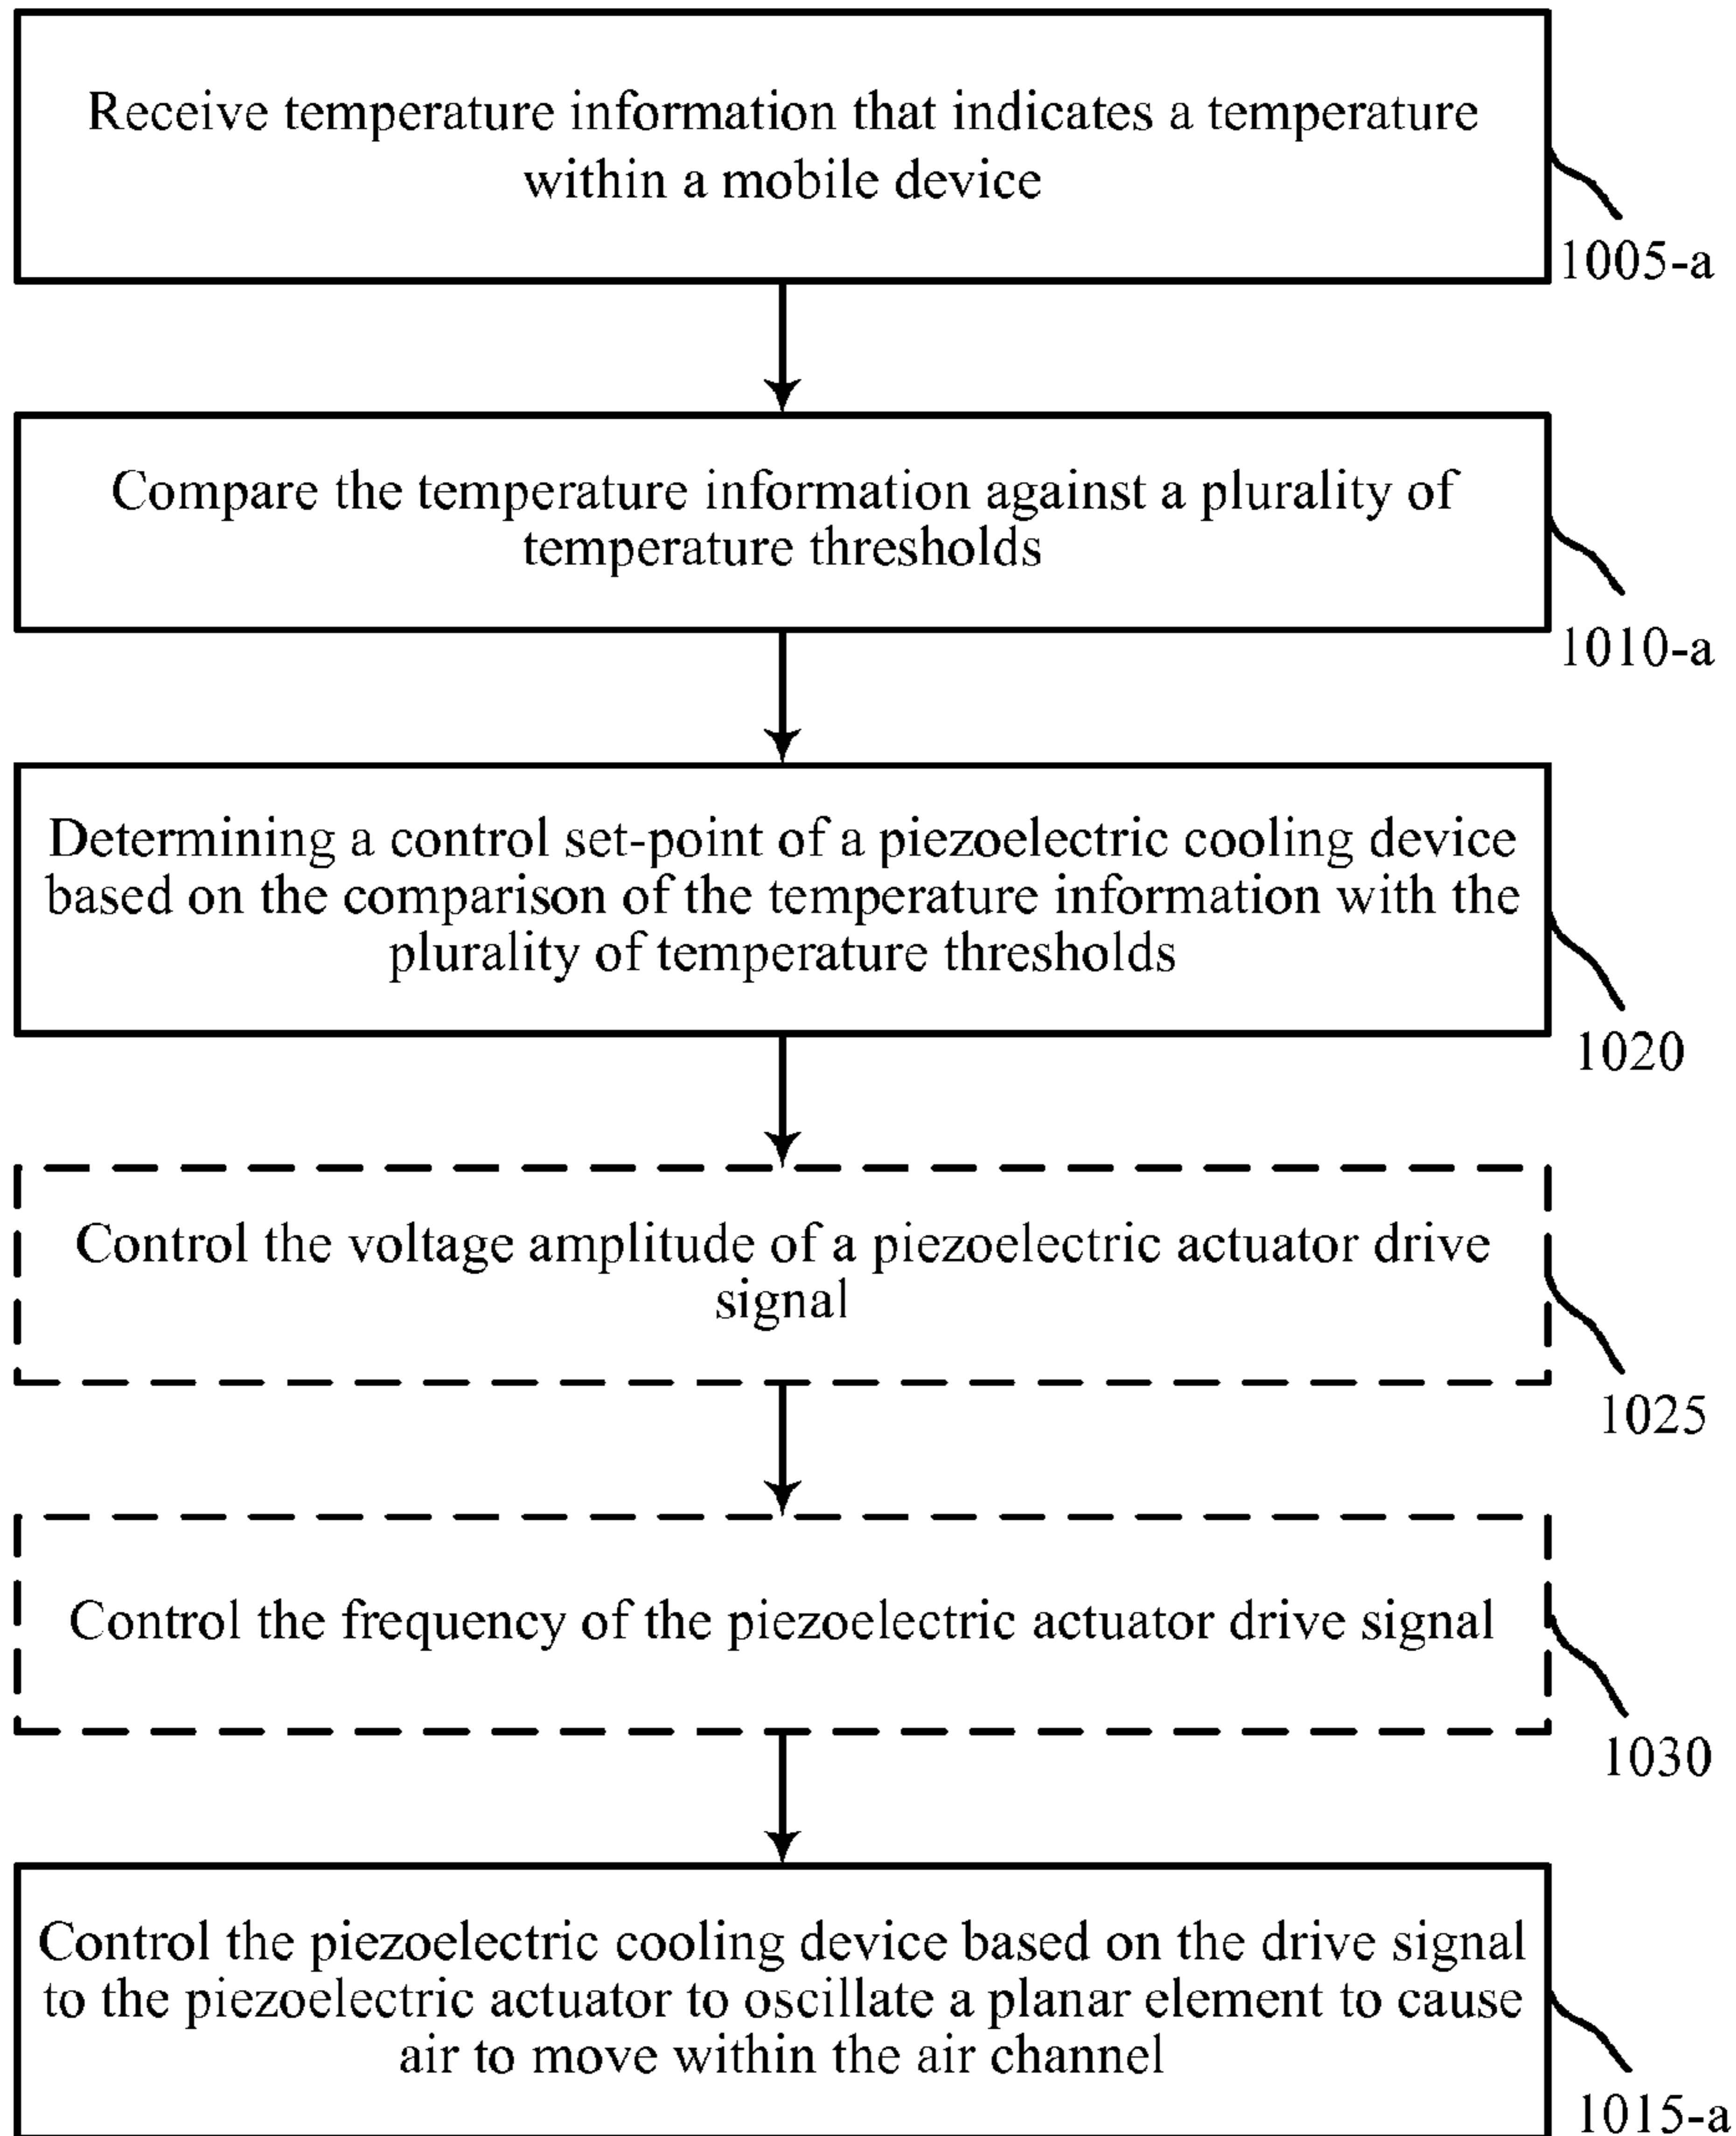 Receive temperature information that indicates a temperature
within a mobile device
1005-a
Compare the temperature information against a plurality of
temperature thresholds
1010-a
Determining a control set-point of a piezoelectric cooling device
based on the comparison of the temperature information with the
plurality of temperature thresholds
1020
Control the voltage amplitude of a piezoelectric actuator drive
signal
1025
Control the frequency of the piezoelectric actuator drive signal
1030
Control the piezoelectric cooling device based on the drive signal
to the piezoelectric actuator to oscillate a planar element to cause
air to move within the air channel
1015-a